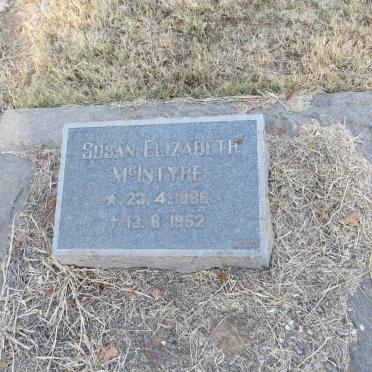 SUSAN ELIZABETH
McINTYRE
* 23.4.1886
† 13.8.1952